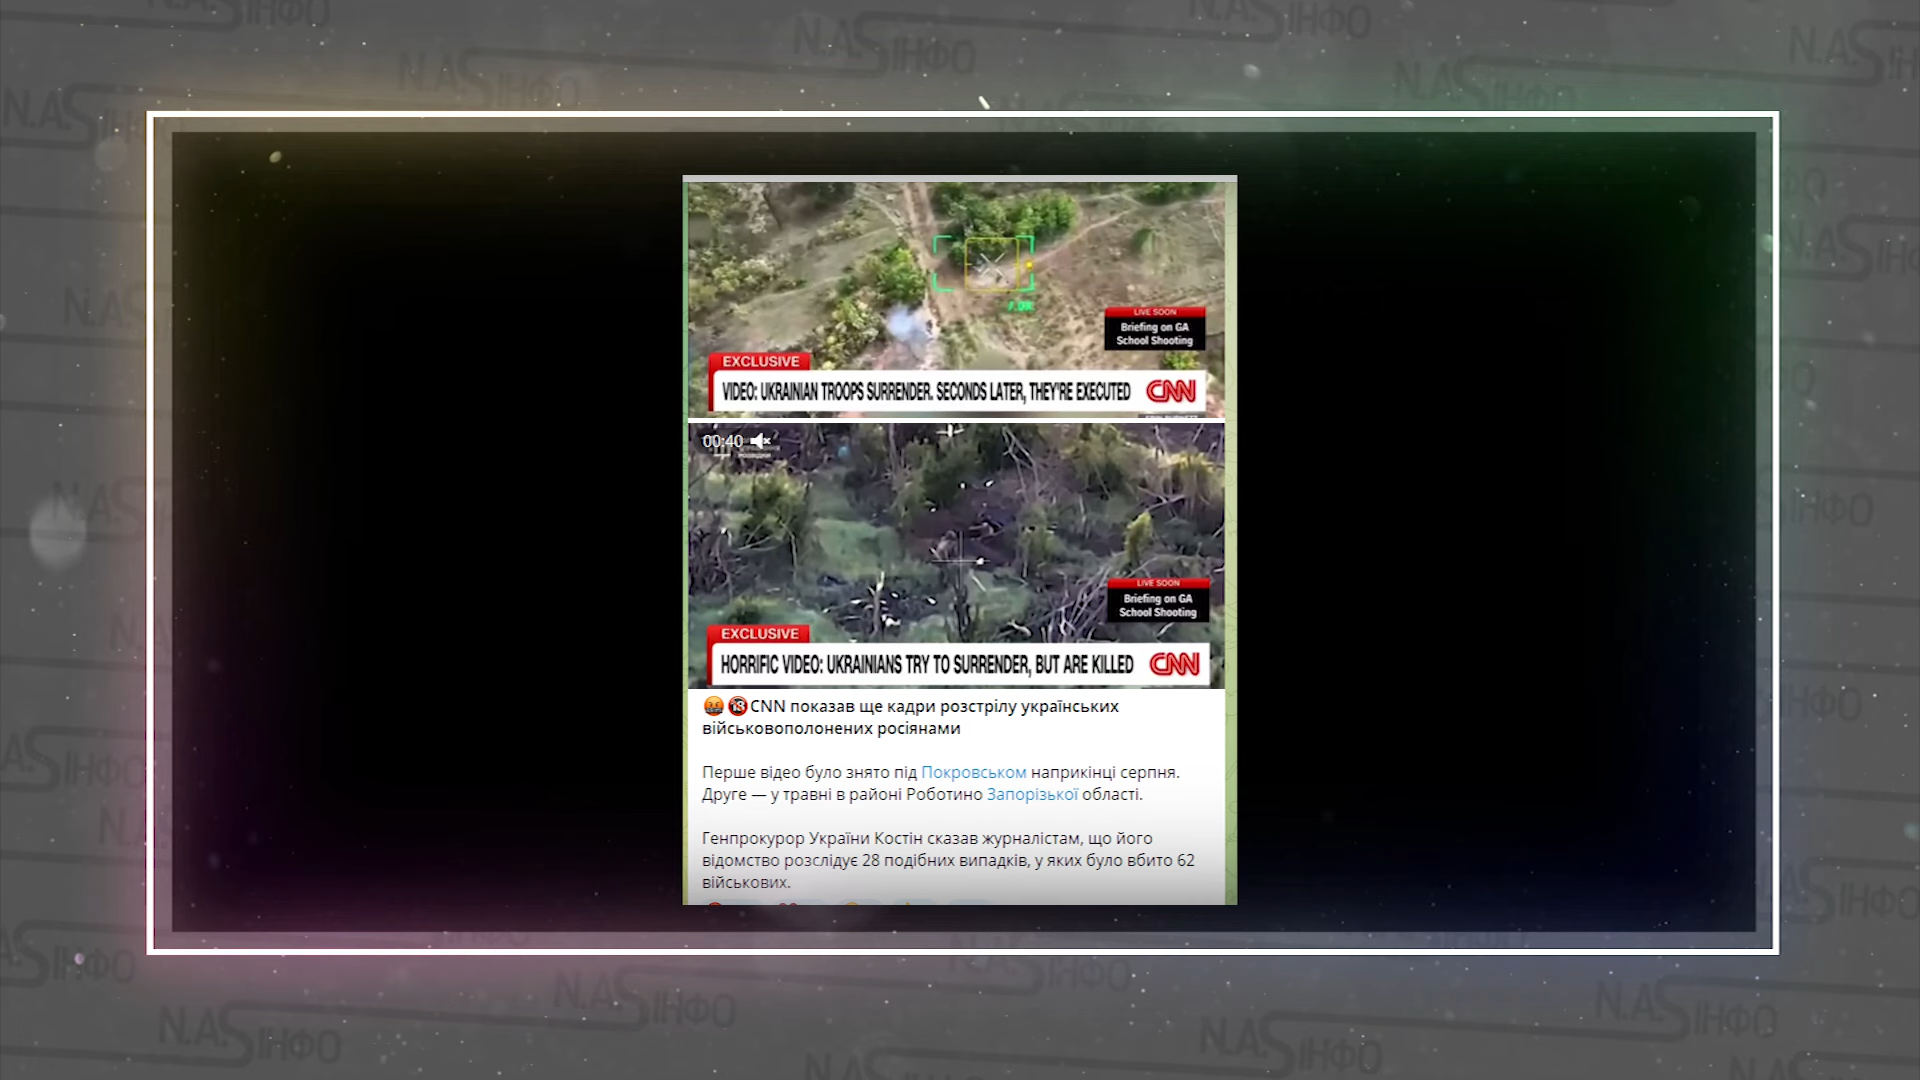 LIVE SOON
Briefing on GA
School Shooting
EXCLUSIVE
VIDEO: UKRAINIAN TROOPS SURRENDER. SECONDS LATER, THEY'RE EXECUTED
CNN
00:40
LIVE SOON
Briefing on GA
School Shooting
EXCLUSIVE
HORRIFIC VIDEO: UKRAINIANS TRY TO SURRENDER, BUT ARE KILLED
CNN
🤬🔞CNN показав ще кадри розстрілу українських
військовополонених росіянами
Перше відео було знято під Покровськом наприкінці серпня.
Друге — у травні в районі Роботино Запорізької області.
Генпрокурор України Костін сказав журналістам, що його
відомство розслідує 28 подібних випадків, у яких було вбито 62
військових.
N.A.S ІНФО